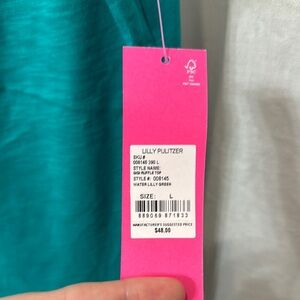 FSC
LILLY PULITZER
SKU #
008145 390 L
STYLE NAME:
GIGI RUFFLE TOP
STYLE #: 008145
WATER LILLY GREEN
SIZE: L
889069 871833
MANUFACTURER'S SUGGESTED PRICE
$48.00